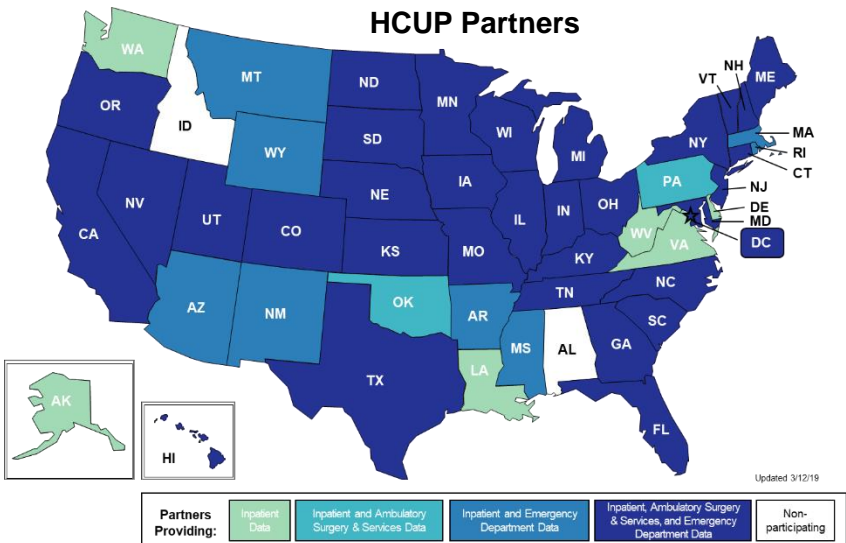 HCUP Partners
WA
MT
ND
MN
VT
NH
ME
OR
ID
SD
WI
MI
NY
MA
RI
CT
WY
IA
PA
NJ
DE
MD
DC
NV
NE
IL
IN
OH
WV
VA
CA
UT
CO
KS
MO
KY
NC
TN
SC
AZ
NM
OK
AR
MS
AL
GA
TX
LA
FL
AK
HI
Updated 3/12/19
Partners
Providing:
Inpatient
Data
Inpatient and Ambulatory
Surgery & Services Data
Inpatient and Emergency
Department Data
Inpatient, Ambulatory Surgery
& Services, and Emergency
Department Data
Non-
participating